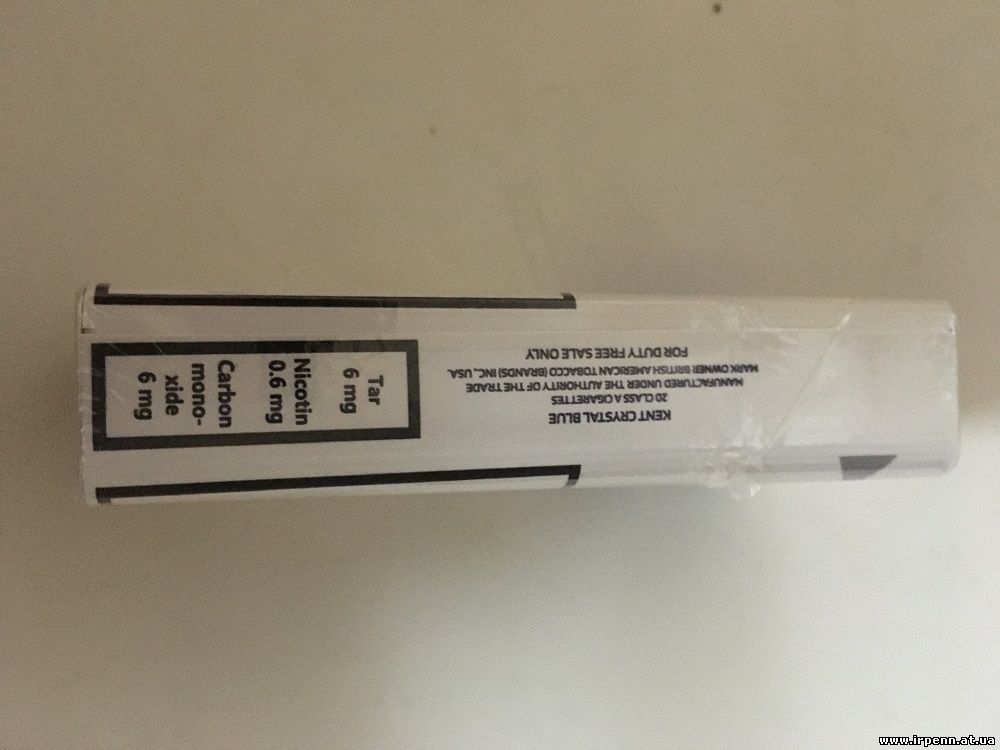 KENT CRYSTAL BLUE
20 CLASS A CIGARETTES
MANUFACTURED UNDER THE AUTHORITY OF THE TRADE
MARK OWNER BRITISH AMERICAN TOBACCO (BRANDS) INC., USA.
FOR DUTY FREE SALE ONLY
Tar
6 mg
Nicotin
0.6 mg
Carbon
mono-
xide
6 mg
www.irpenn.at.ua